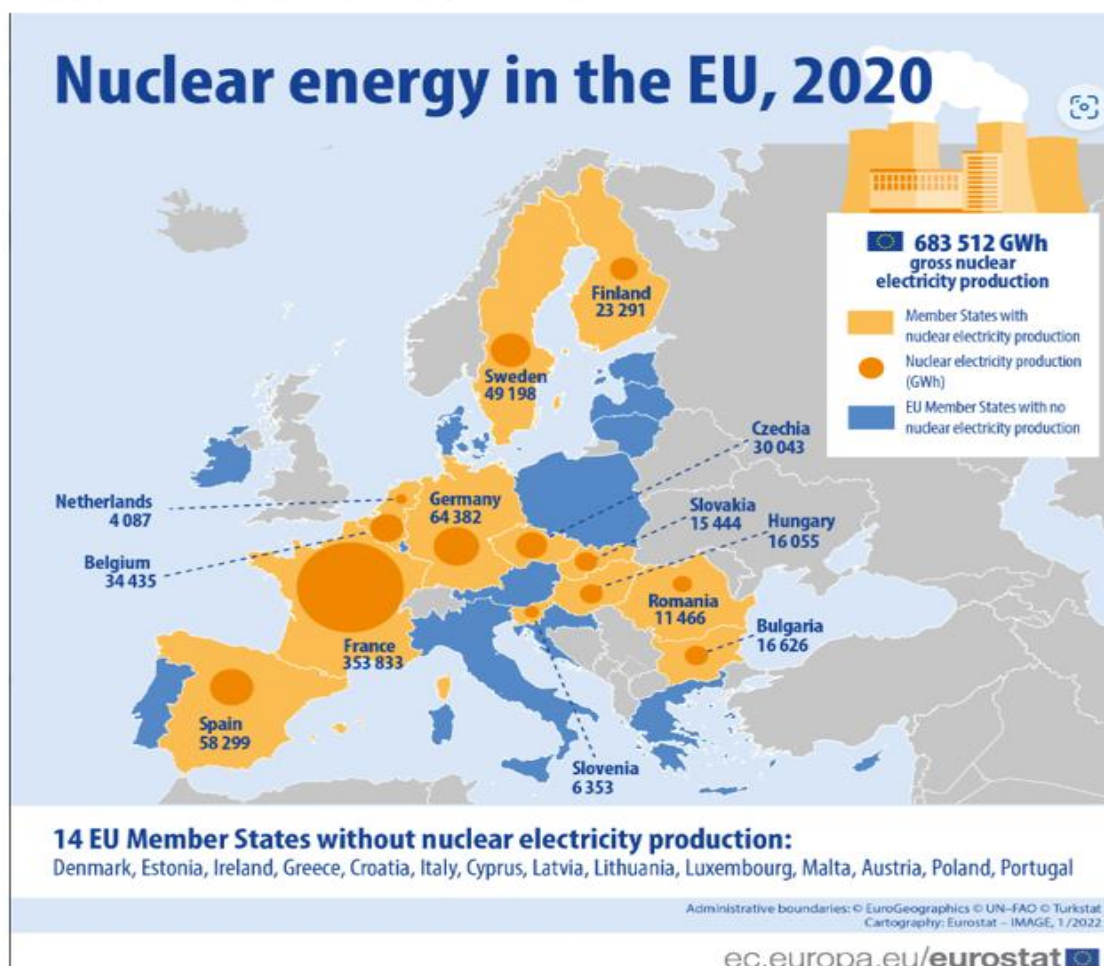 Nuclear energy in the EU, 2020
683 512 GWh
gross nuclear
electricity production
Member States with
nuclear electricity production
Nuclear electricity production
(GWh)
EU Member States with no
nuclear electricity production
Finland
23 291
Sweden
49 198
Czechia
30 043
Netherlands
4 087
Germany
64 382
Slovakia
15 444
Hungary
16 055
Belgium
34 435
Romania
11 466
France
353 833
Bulgaria
16 626
Spain
58 299
Slovenia
6 353
14 EU Member States without nuclear electricity production:
Denmark, Estonia, Ireland, Greece, Croatia, Italy, Cyprus, Latvia, Lithuania, Luxembourg, Malta, Austria, Poland, Portugal
Administrative boundaries: © EuroGeographics © UN–FAO © Turkstat
Cartography: Eurostat – IMAGE, 1/2022
ec.europa.eu/eurostat